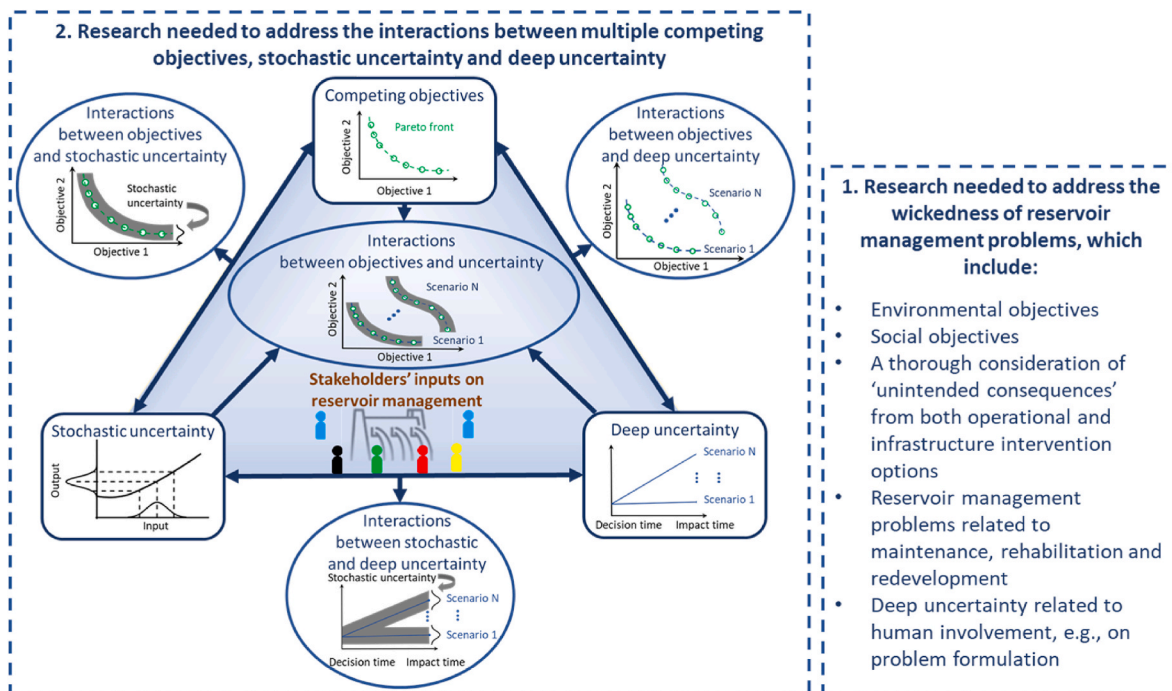 2. Research needed to address the interactions between multiple competing
objectives, stochastic uncertainty and deep uncertainty
Competing objectives
Objective 2
Pareto front
Objective 1
Interactions
between objectives
and stochastic uncertainty
Objective 2
Stochastic
uncertainty
Objective 1
Interactions
between objectives
and deep uncertainty
Objective 2
Scenario N
Scenario 1
Objective 1
Interactions
between objectives and uncertainty
Objective 2
Scenario N
Scenario 1
Objective 1
Stakeholders' inputs on
reservoir management
Stochastic uncertainty
Output
Input
Deep uncertainty
Scenario N
Scenario 1
Decision time Impact time
Interactions
between stochastic
and deep uncertainty
Stochastic uncertainty
Scenario N
Scenario 1
Decision time Impact time
1. Research needed to address the
wickedness of reservoir
management problems, which
include:
• Environmental objectives
• Social objectives
• A thorough consideration of
‘unintended consequences’
from both operational and
infrastructure intervention
options
• Reservoir management
problems related to
maintenance, rehabilitation and
redevelopment
• Deep uncertainty related to
human involvement, e.g., on
problem formulation